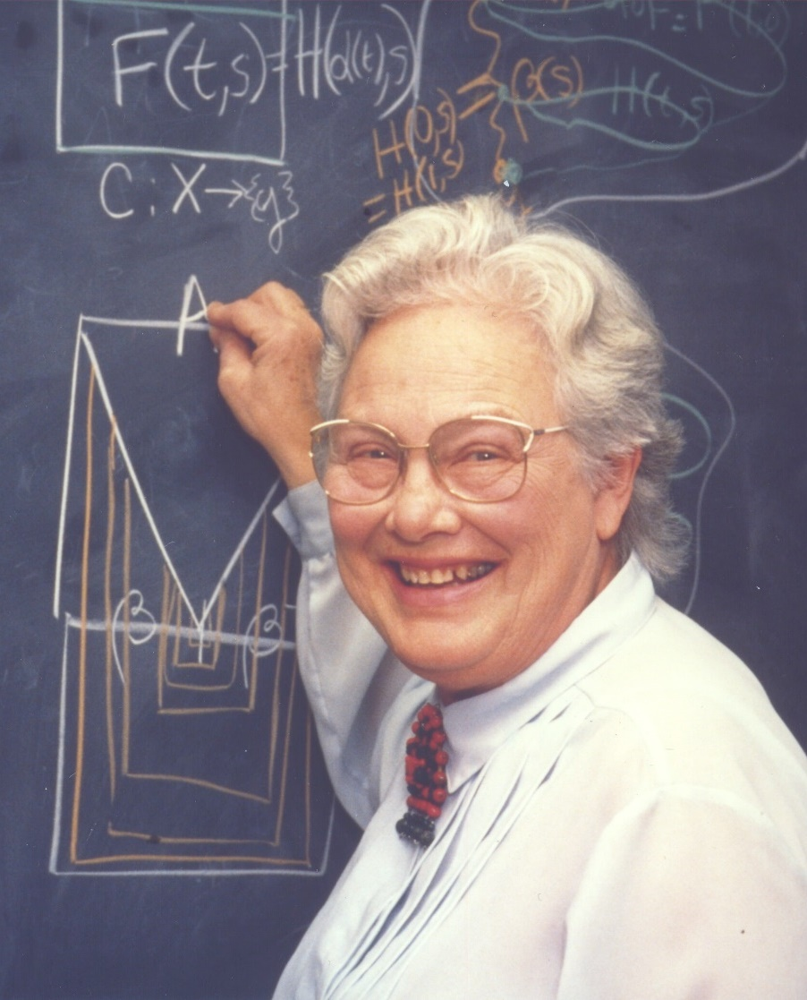 F(t,s)=H(d(t),s)
C:X→{y}
H(0,s)
=H(1,s)
β(s)
H(t,s)
A
β β